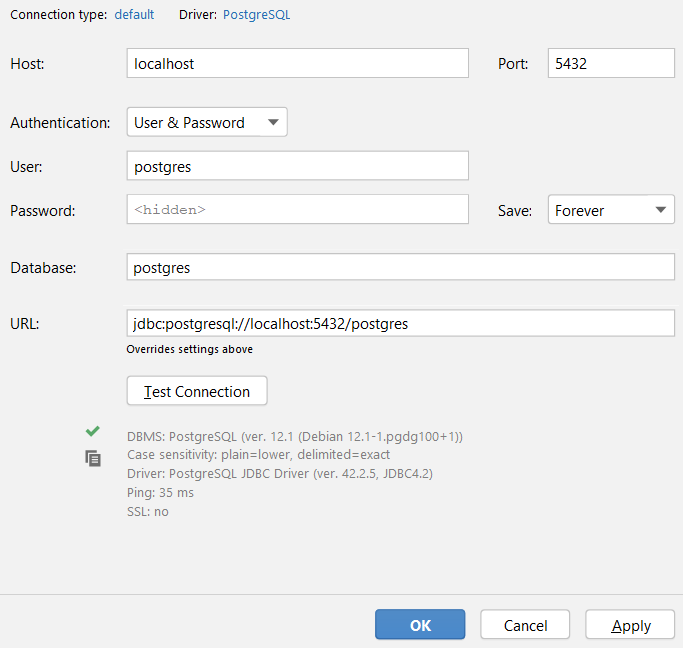 Connection type: default Driver: PostgreSQL
Host: localhost Port: 5432
Authentication: User & Password
User: postgres
Password: <hidden> Save: Forever
Database: postgres
URL: jdbc:postgresql://localhost:5432/postgres
Overrides settings above
Test Connection
DBMS: PostgreSQL (ver. 12.1 (Debian 12.1-1.pgdg100+1))
Case sensitivity: plain=lower, delimited=exact
Driver: PostgreSQL JDBC Driver (ver. 42.2.5, JDBC4.2)
Ping: 35 ms
SSL: no
OK Cancel Apply